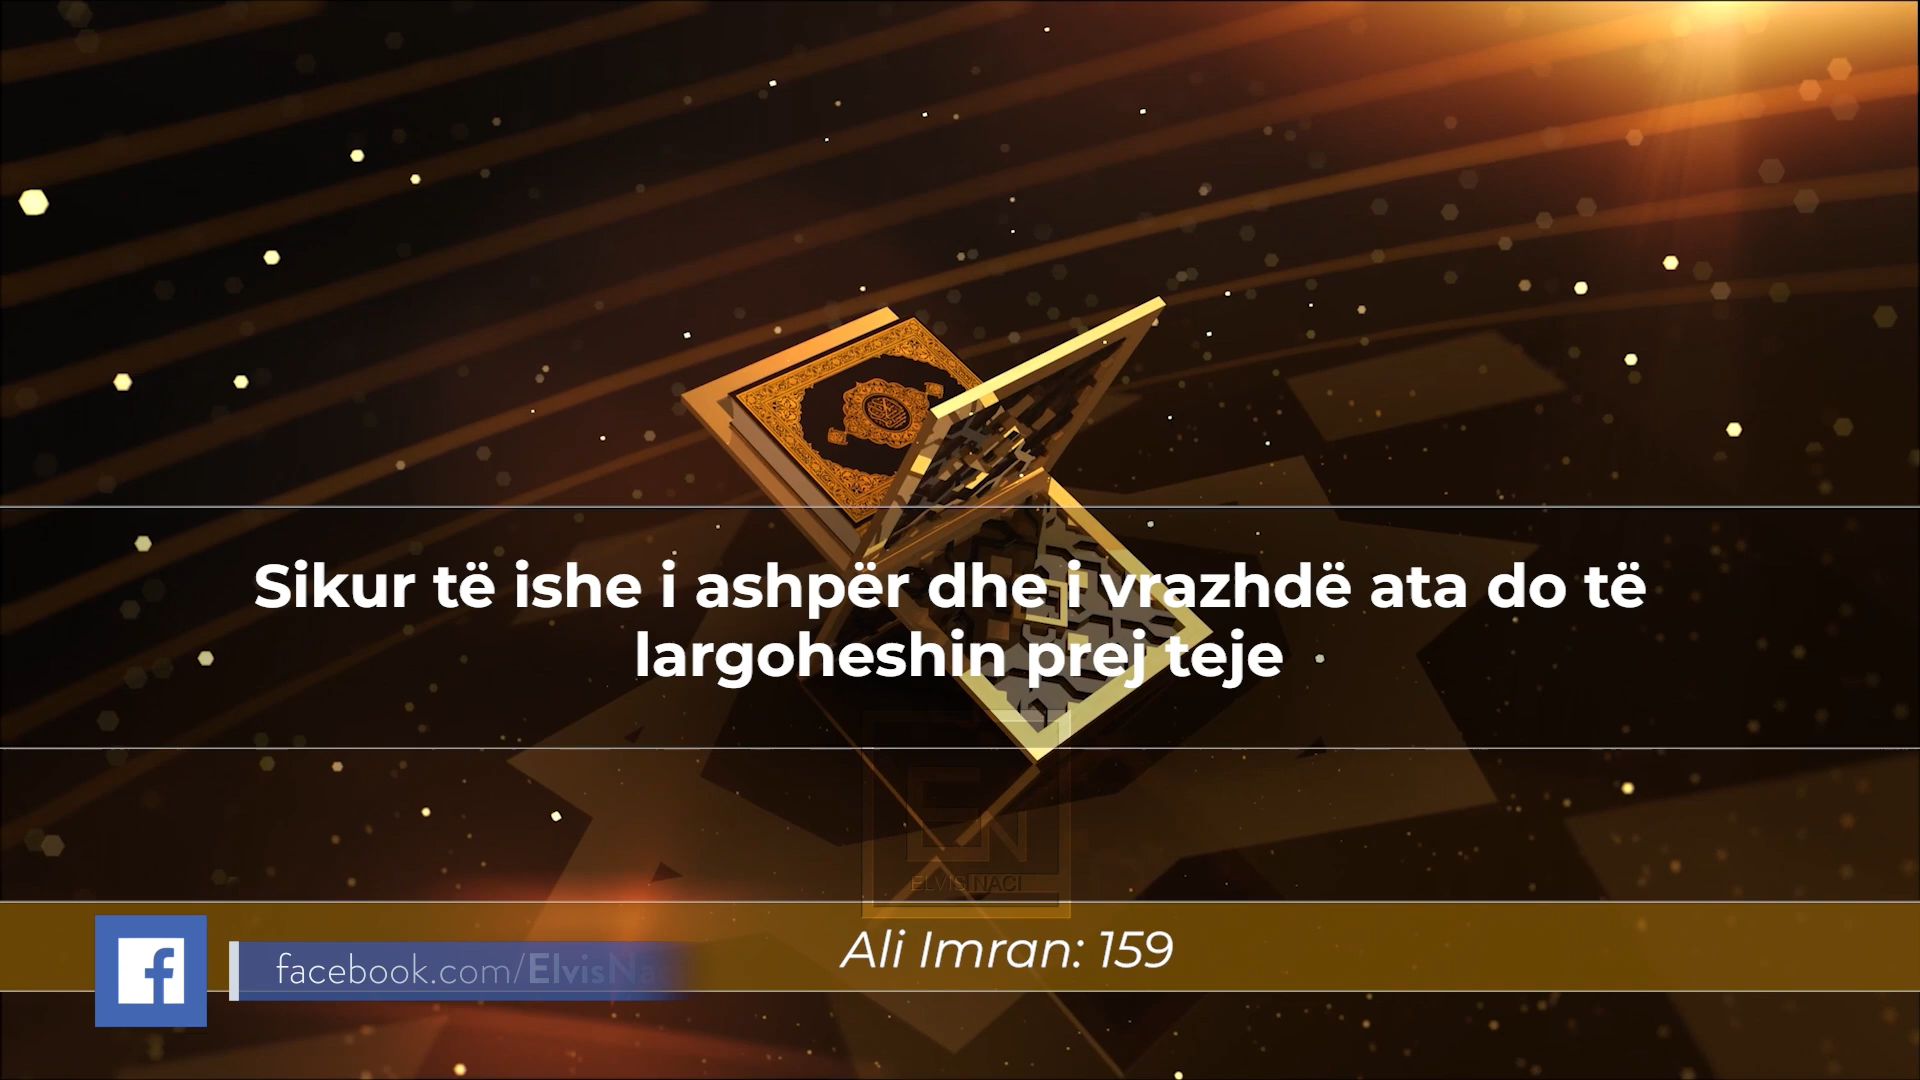 Sikur të ishe i ashpër dhe i vrazhdë ata do të
largoheshin prej teje
EN
ELVIS NACI
Ali Imran: 159
facebook.com/ElvisNa